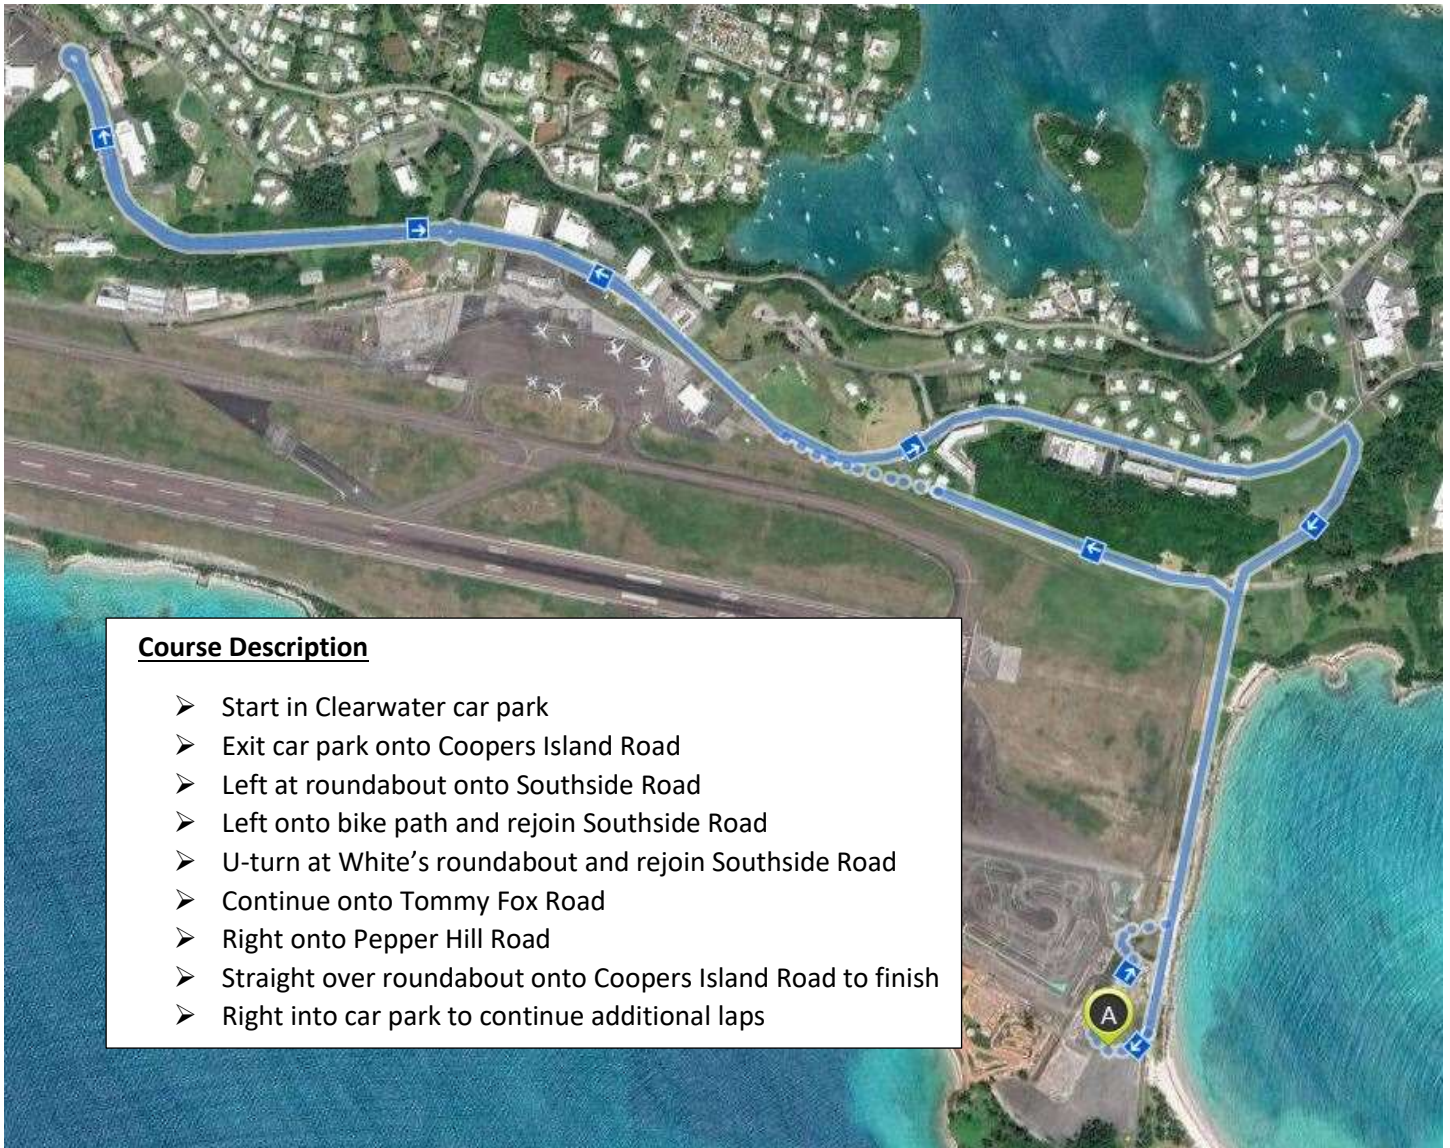 Course Description
➢ Start in Clearwater car park
➢ Exit car park onto Coopers Island Road
➢ Left at roundabout onto Southside Road
➢ Left onto bike path and rejoin Southside Road
➢ U-turn at White’s roundabout and rejoin Southside Road
➢ Continue onto Tommy Fox Road
➢ Right onto Pepper Hill Road
➢ Straight over roundabout onto Coopers Island Road to finish
➢ Right into car park to continue additional laps
A